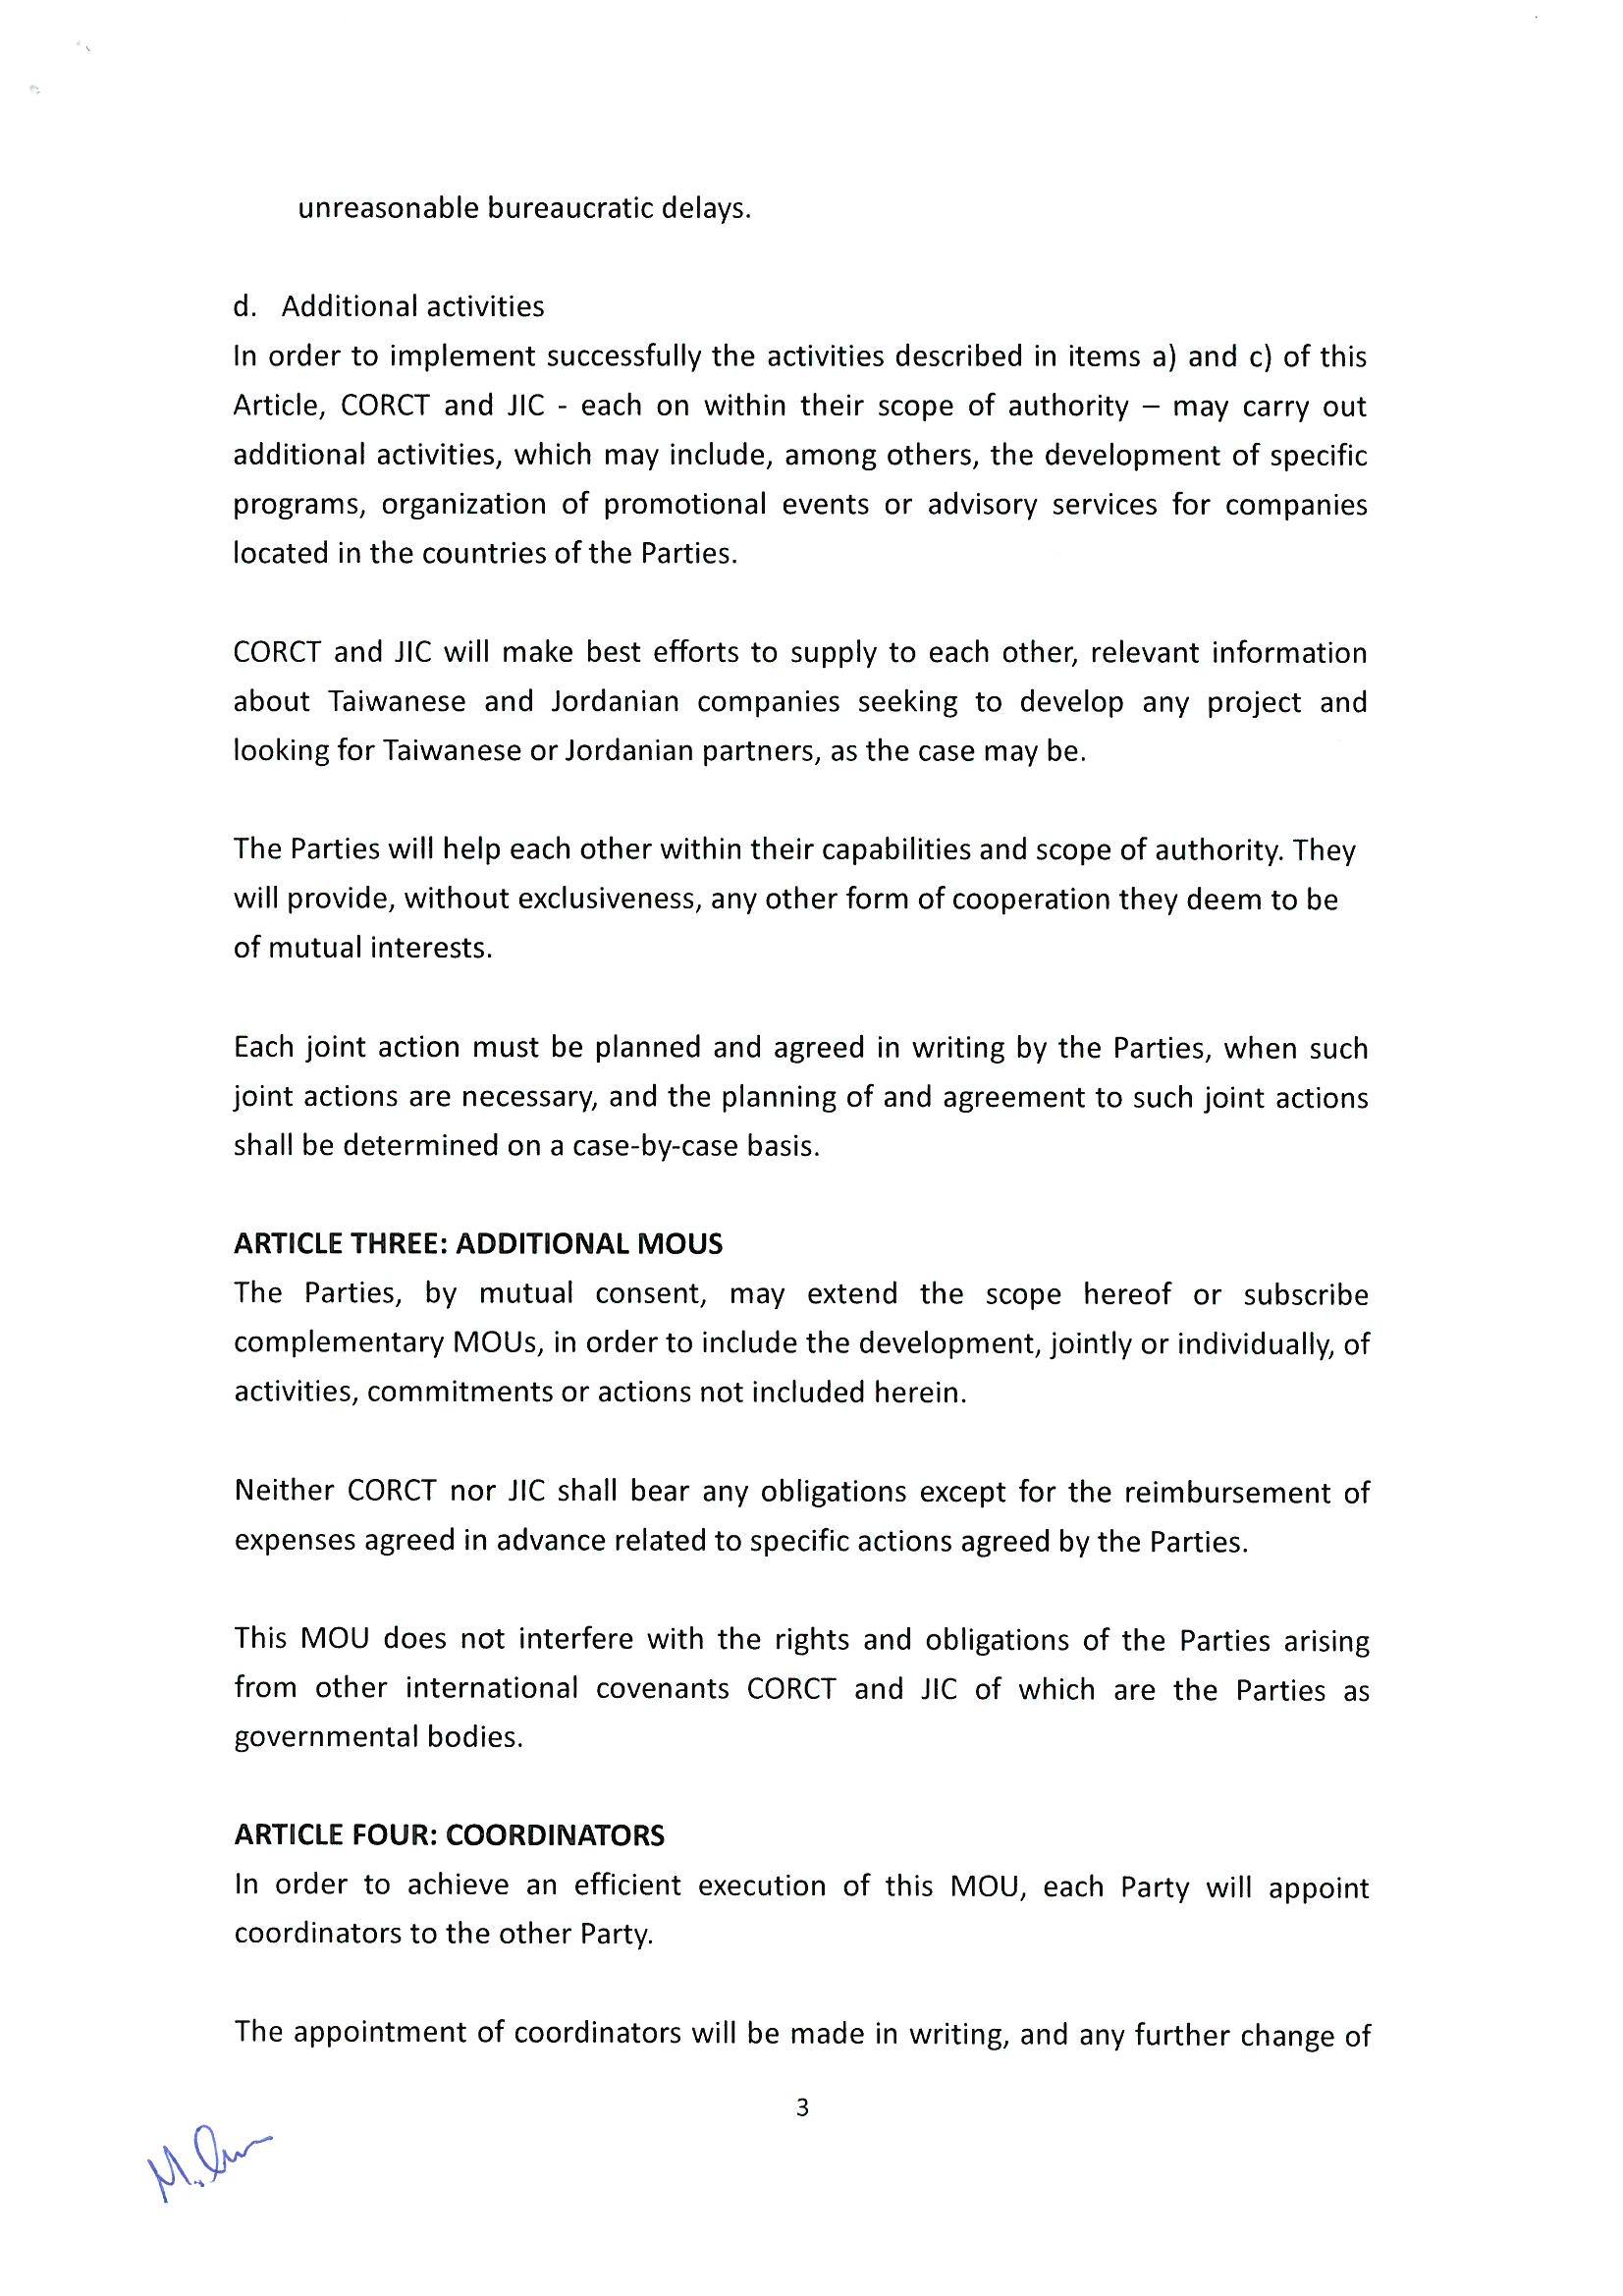 unreasonable bureaucratic delays.
d. Additional activities
In order to implement successfully the activities described in items a) and c) of this
Article, CORCT and JIC - each on within their scope of authority – may carry out
additional activities, which may include, among others, the development of specific
programs, organization of promotional events or advisory services for companies
located in the countries of the Parties.
CORCT and JIC will make best efforts to supply to each other, relevant information
about Taiwanese and Jordanian companies seeking to develop any project and
looking for Taiwanese or Jordanian partners, as the case may be.
The Parties will help each other within their capabilities and scope of authority. They
will provide, without exclusiveness, any other form of cooperation they deem to be
of mutual interests.
Each joint action must be planned and agreed in writing by the Parties, when such
joint actions are necessary, and the planning of and agreement to such joint actions
shall be determined on a case-by-case basis.
ARTICLE THREE: ADDITIONAL MOUS
The Parties, by mutual consent, may extend the scope hereof or subscribe
complementary MOUs, in order to include the development, jointly or individually, of
activities, commitments or actions not included herein.
Neither CORCT nor JIC shall bear any obligations except for the reimbursement of
expenses agreed in advance related to specific actions agreed by the Parties.
This MOU does not interfere with the rights and obligations of the Parties arising
from other international covenants CORCT and JIC of which are the Parties as
governmental bodies.
ARTICLE FOUR: COORDINATORS
In order to achieve an efficient execution of this MOU, each Party will appoint
coordinators to the other Party.
The appointment of coordinators will be made in writing, and any further change of
3